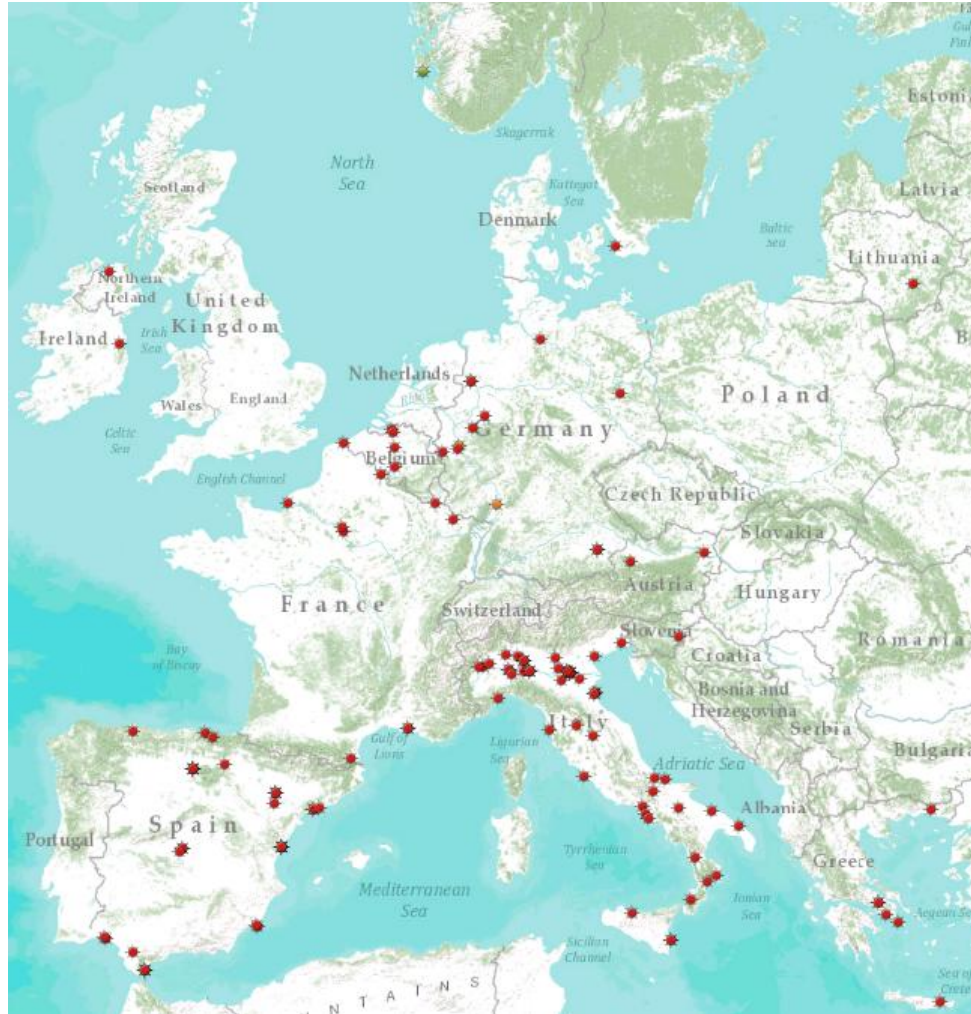 Estoni
North
Sea
Skagerrak
Scotland
Kattegat
Sea
Latvia
Denmark
Baltic
Sea
Lithuania
Northern
Ireland
United
Kingdom
Ireland
Irish
Sea
Netherlands
Poland
Wales
England
Germany
Celtic
Sea
Belgium
English Channel
Czech Republic
Slovakia
Austria
France
Switzerland
Hungary
Slovenia
Romania
Bay
of Biscay
Croatia
Bosnia and
Herzegovina
Serbia
Italy
Gulf of
Lions
Ligurian
Sea
Bulgaria
Adriatic Sea
Albania
Spain
Portugal
Greece
Tyrrhenian
Sea
Mediterranean
Sea
Ionian
Sea
Aegean Se
Sicilian
Channel
Sea of
Crete
N T A I N S